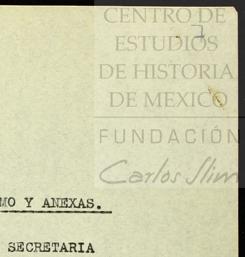 CENTRO DE
ESTUDIOS
DE HISTORIA
DE MEXICO
FUNDACIÓN
Carlos Slim
MO Y ANEXAS.
SECRETARIA